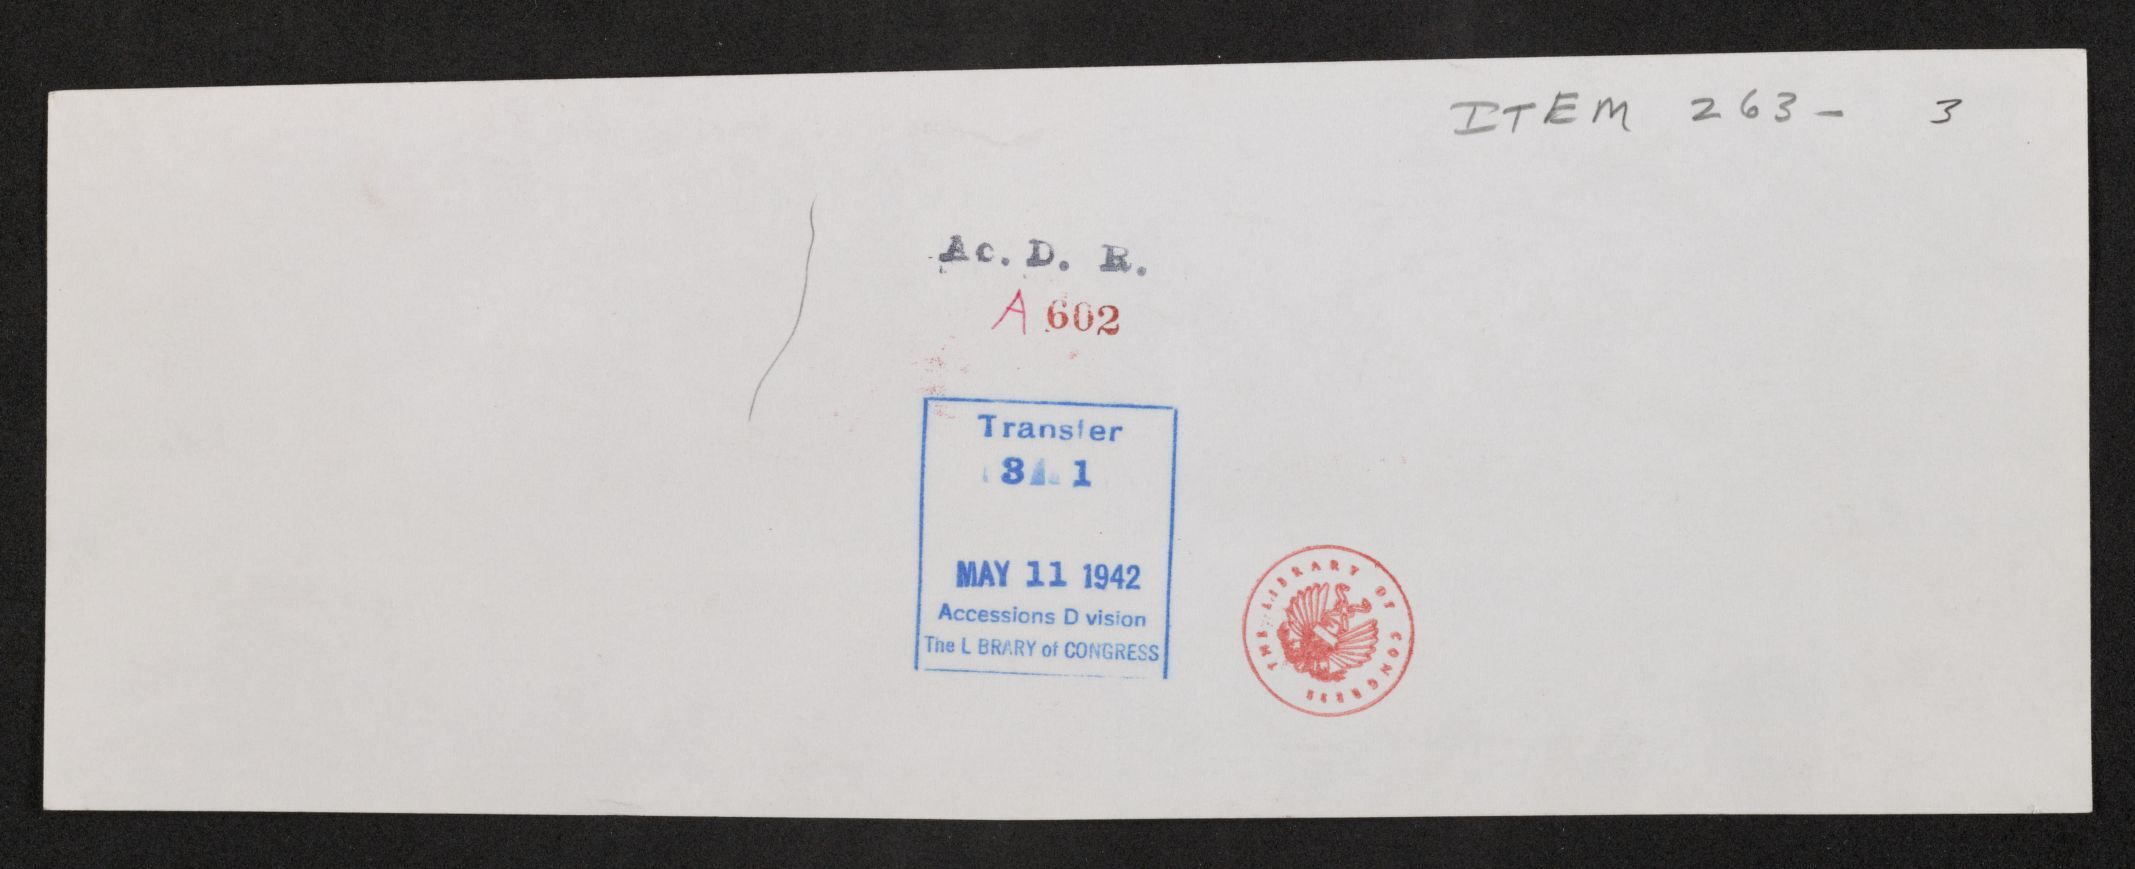 ITEM 263- 3
Ac. D. R.
A 602
Transfer
MAY 11 1942
Accessions D vision
The L BRARY of CONGRESS
THE LIBRARY OF CONGRESS